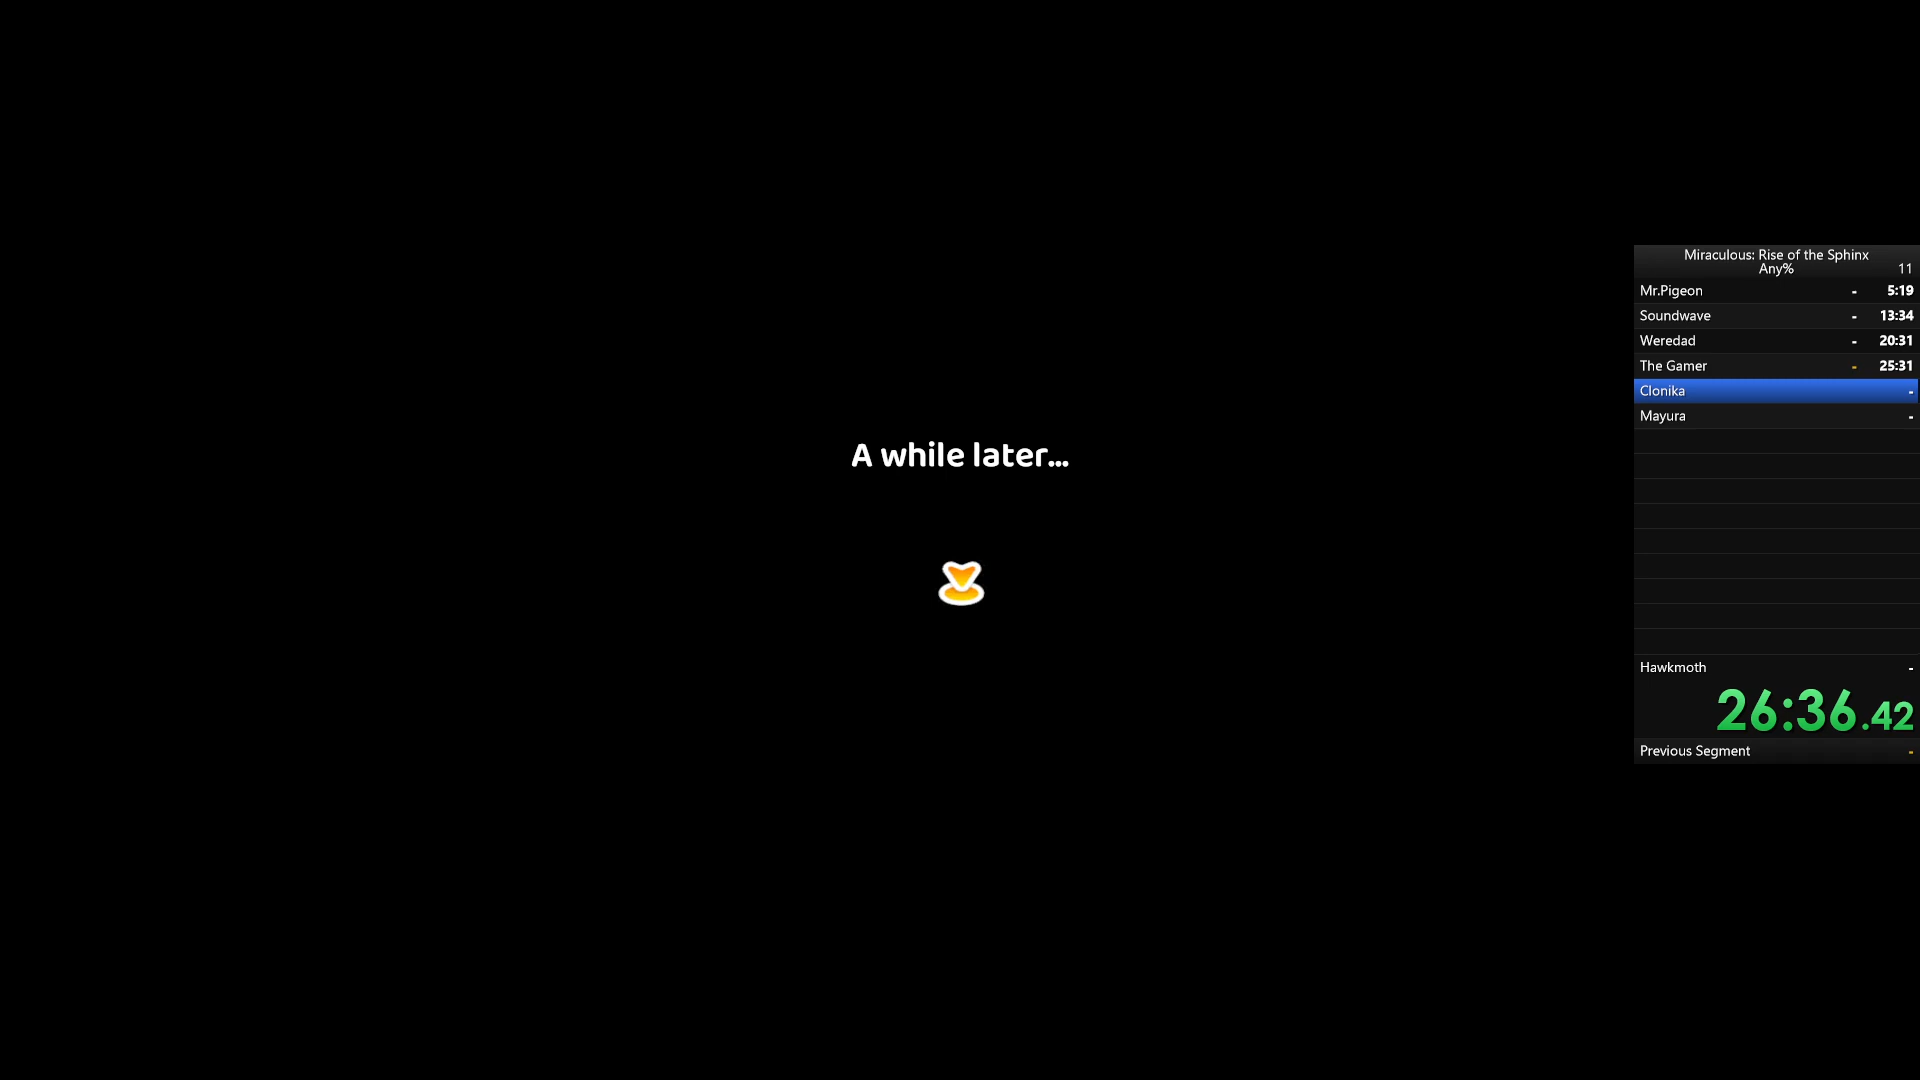 A while later...
Miraculous: Rise of the Sphinx
Any% 11
Mr.Pigeon - 5:19
Soundwave - 13:34
Weredad - 20:31
The Gamer - 25:31
Clonika -
Mayura -
Hawkmoth -
26:36.42
Previous Segment -